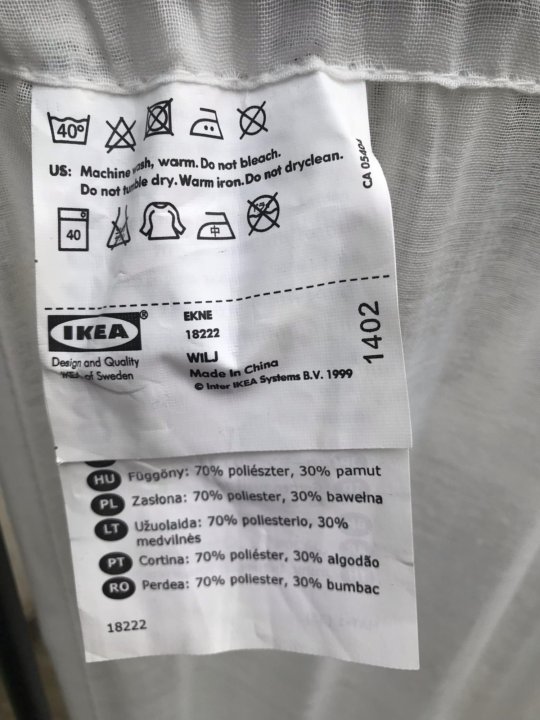 40°
US: Machine wash, warm. Do not bleach.
Do not tumble dry. Warm iron. Do not dryclean.
40
中
IKEA®
Design and Quality
IKEA of Sweden
EKNE
18222
WILJ
Made in China
© Inter IKEA Systems B.V. 1999
1402
HU Függöny: 70% poliészter, 30% pamut
PL Zasłona: 70% poliester, 30% bawełna
LT Užuolaida: 70% poliesterio, 30%
medvilnės
PT Cortina: 70% poliéster, 30% algodão
RO Perdea: 70% poliester, 30% bumbac
18222